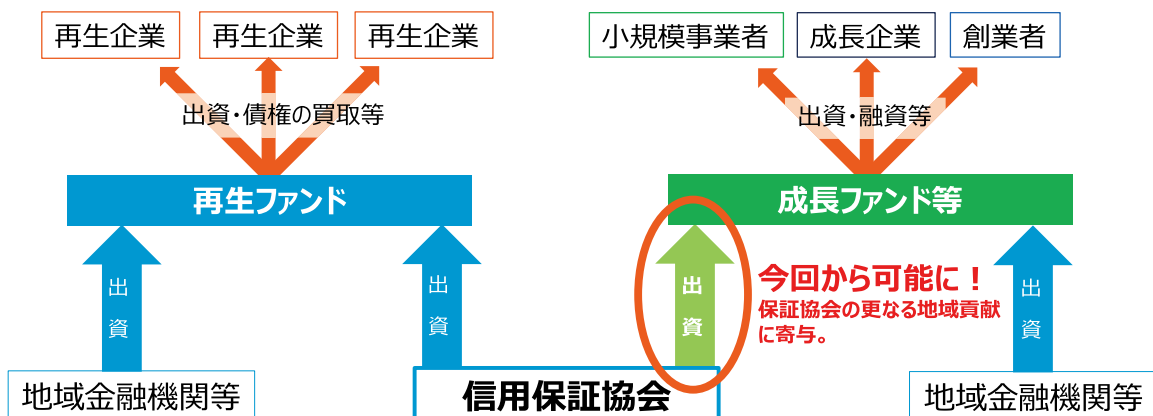 再生企業
再生企業
再生企業
小規模事業者
成長企業
創業者
出資・債権の買取等
出資・融資等
再生ファンド
成長ファンド等
出資
出資
出資
今回から可能に！
保証協会の更なる地域貢献
に寄与。
出資
地域金融機関等
信用保証協会
地域金融機関等